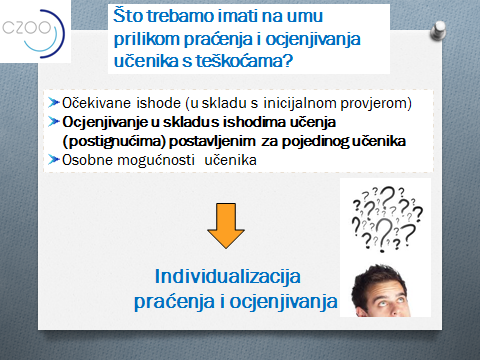 CZOO
Što trebamo imati na umu
prilikom praćenja i ocjenjivanja
učenika s teškoćama?
Očekivane ishode (u skladu s inicijalnom provjerom)
Ocjenjivanje u skladu s ishodima učenja
(postignućima) postavljenim za pojedinog učenika
Osobne mogućnosti učenika
Individualizacija
praćenja i ocjenjivanja